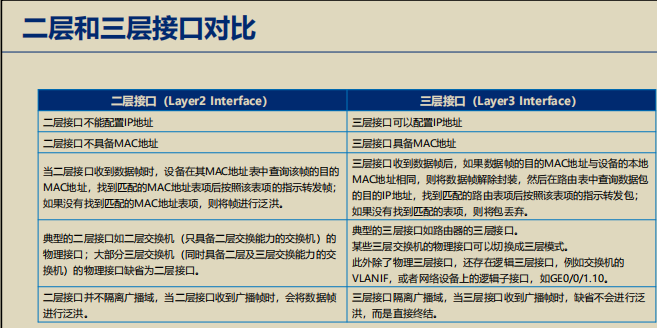 二层和三层接口对比
二层接口（Layer2 Interface）
三层接口（Layer3 Interface）
二层接口不能配置IP地址
三层接口可以配置IP地址
二层接口不具备MAC地址
三层接口具备MAC地址
当二层接口收到数据帧时，设备在其MAC地址表中查询该帧的目的
MAC地址，找到匹配的MAC地址表项后按照该表项的指示转发帧；
如果没有找到匹配的MAC地址表项，则将帧进行泛洪。
三层接口收到数据帧后，如果数据帧的目的MAC地址与设备的本地
MAC地址相同，则将数据帧解除封装，然后在路由表中查询数据包
的目的IP地址，找到匹配的路由表项后按照该表项的指示转发包；
如果没有找到匹配的表项，则将包丢弃。
典型的二层接口如二层交换机（只具备二层交换能力的交换机）的
物理接口；大部分三层交换机（同时具备二层及三层交换能力的交
换机）的物理接口缺省为二层接口。
典型的三层接口如路由器的三层接口。
某些三层交换机的物理接口可以切换成三层模式。
此外除了物理三层接口，还存在逻辑三层接口，例如交换机的
VLANIF，或者网络设备上的逻辑子接口，如GE0/0/1.10。
二层接口并不隔离广播域，当二层接口收到广播帧时，会将数据帧
进行泛洪。
三层接口隔离广播域，当三层接口收到广播帧时，缺省不会进行泛
洪，而是直接终结。